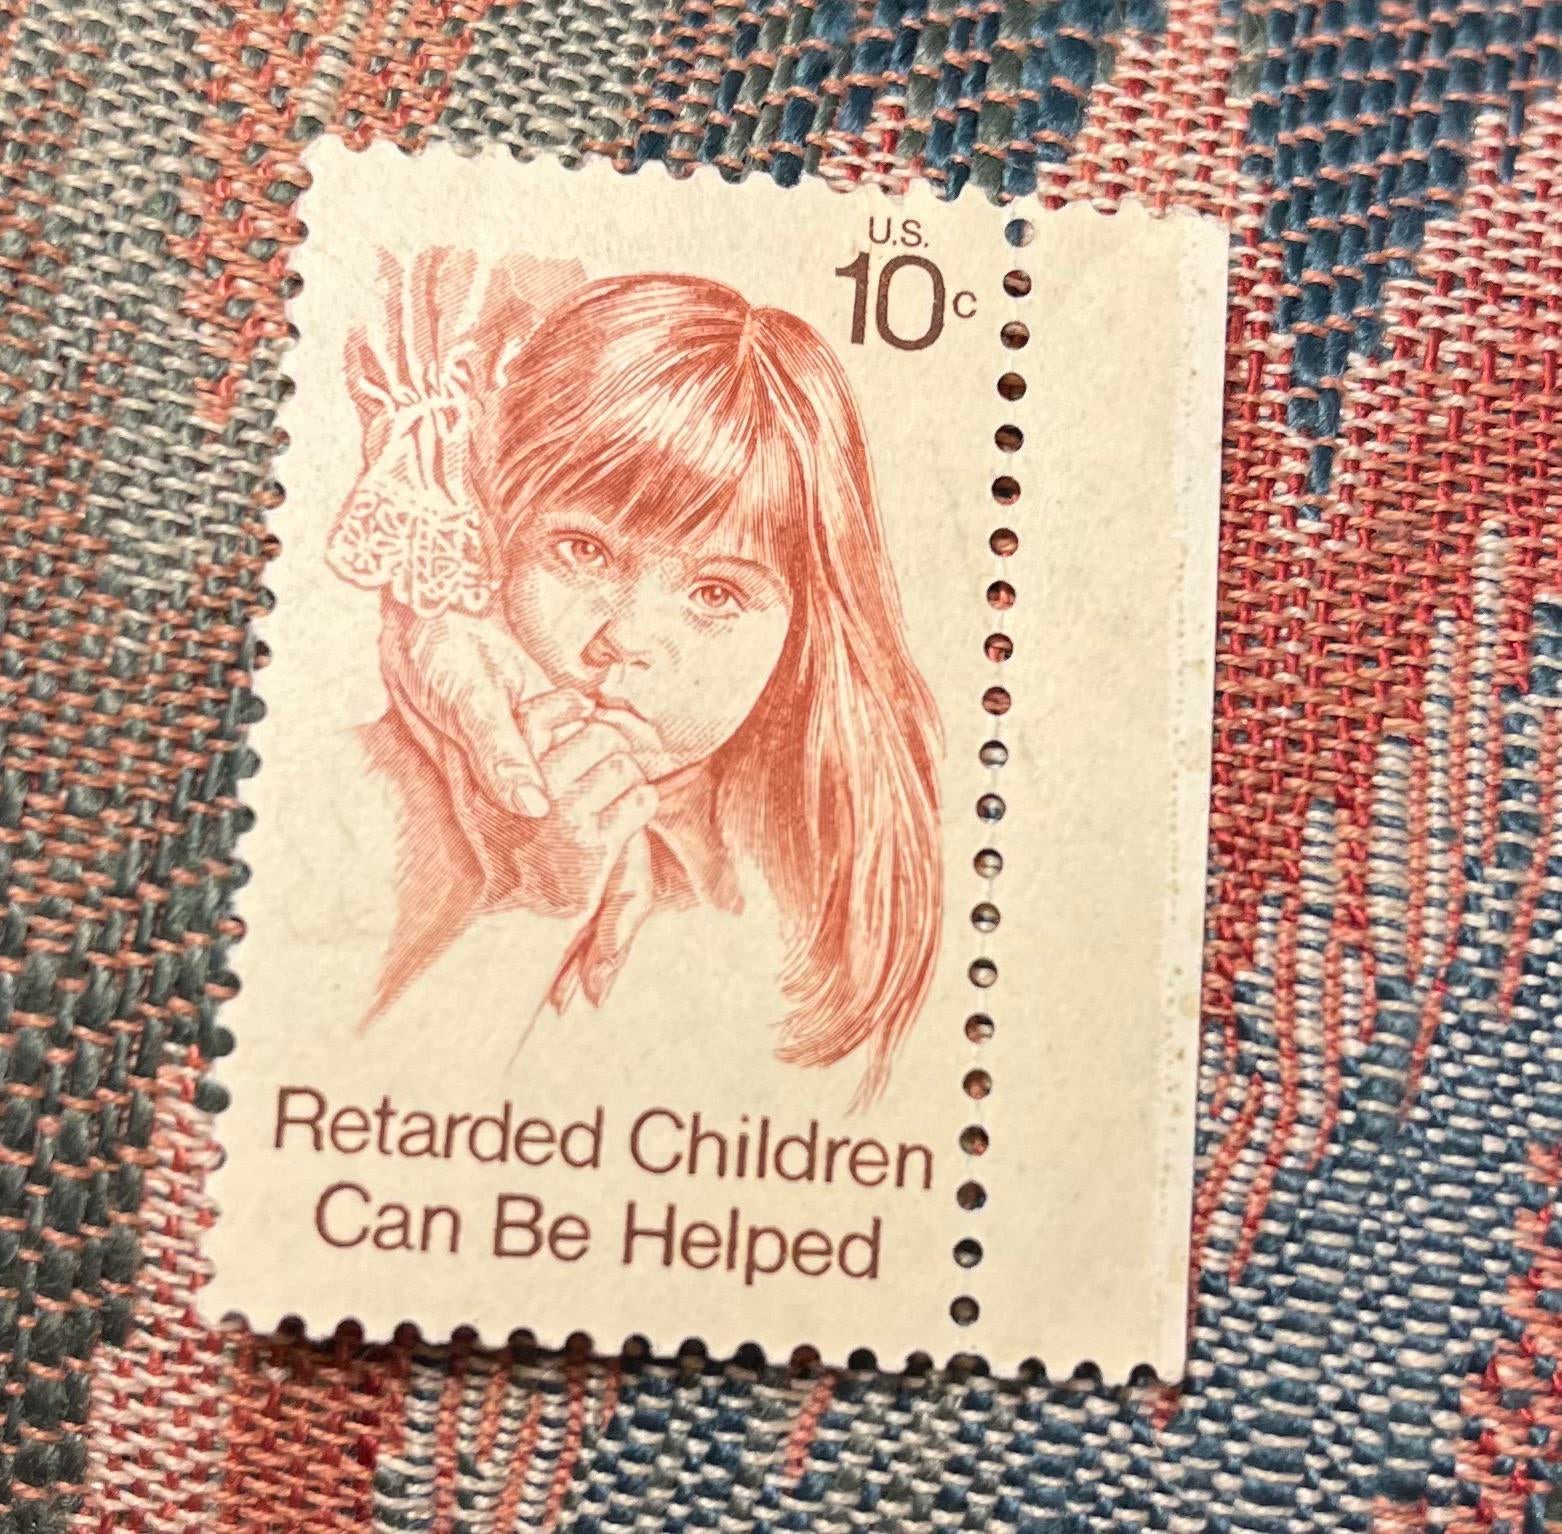 U.S.
10c
Retarded Children
Can Be Helped